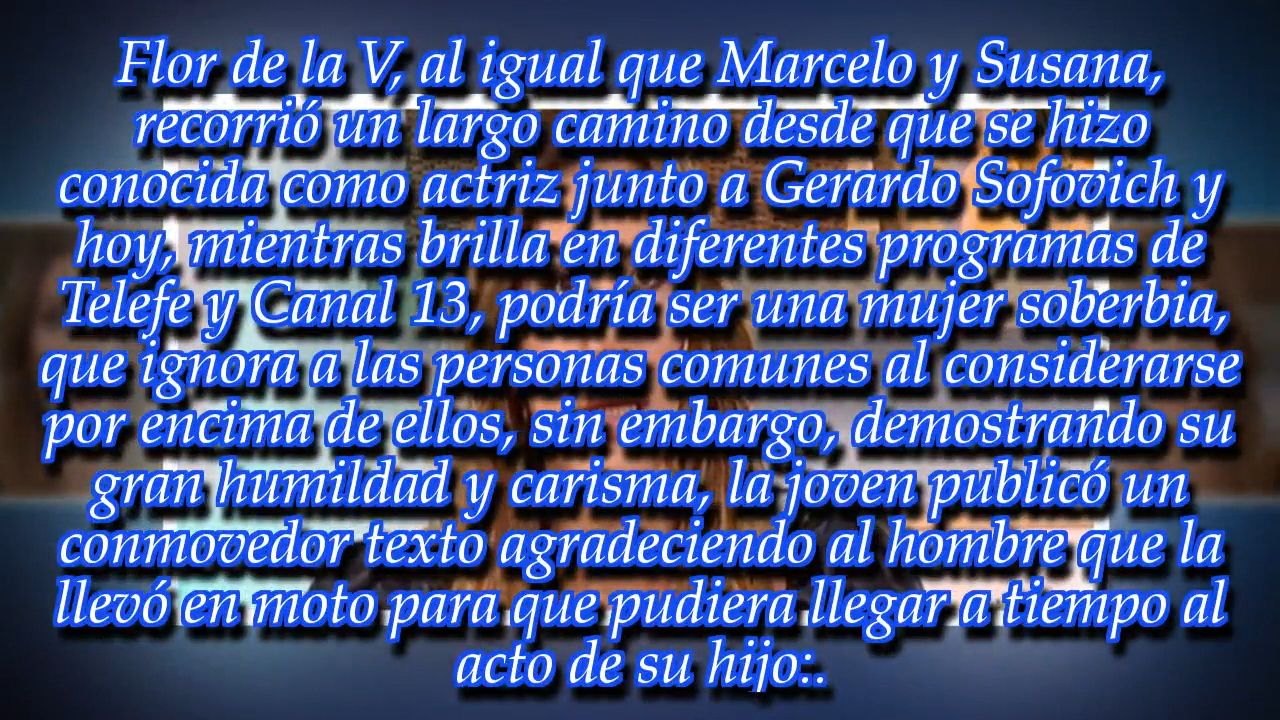 Flor de la V, al igual que Marcelo y Susana,
recorrió un largo camino desde que se hizo
conocida como actriz junto a Gerardo Sofovich y
hoy, mientras brilla en diferentes programas de
Telefe y Canal 13, podría ser una mujer soberbia,
que ignora a las personas comunes al considerarse
por encima de ellos, sin embargo, demostrando su
gran humildad y carisma, la joven publicó un
conmovedor texto agradeciendo al hombre que la
llevó en moto para que pudiera llegar a tiempo al
acto de su hijo:.